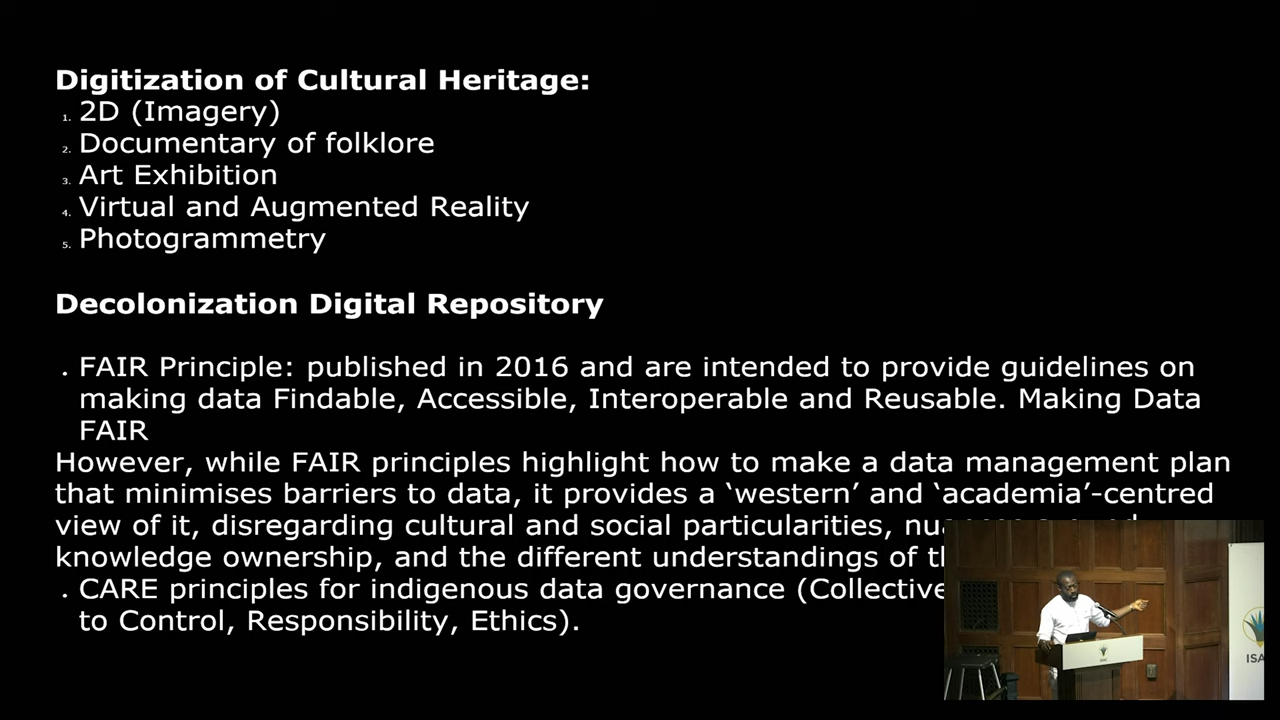 Digitization of Cultural Heritage:
1. 2D (Imagery)
2. Documentary of folklore
3. Art Exhibition
4. Virtual and Augmented Reality
5. Photogrammetry
Decolonization Digital Repository
• FAIR Principle: published in 2016 and are intended to provide guidelines on
making data Findable, Accessible, Interoperable and Reusable. Making Data
FAIR
However, while FAIR principles highlight how to make a data management plan
that minimises barriers to data, it provides a ‘western’ and ‘academia’-centred
view of it, disregarding cultural and social particularities,
knowledge ownership, and the different understandings of
• CARE principles for indigenous data governance (Collective
to Control, Responsibility, Ethics).
ISA